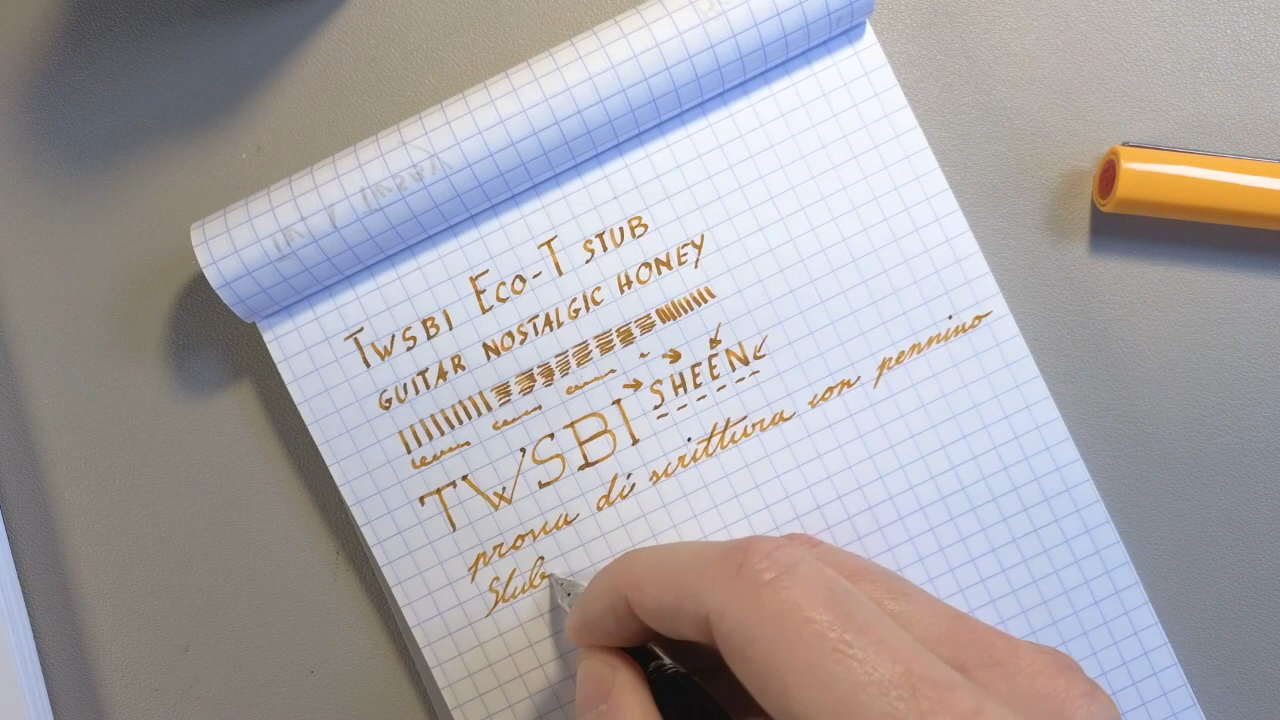 TWSBI ECO-T STUB
GUITAR NOSTALGIC HONEY
SHEEN
TWSBI
prova di scrittura con pennino
Stub